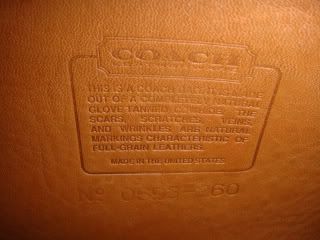 COACH
THIS IS A COACH BAG. IT IS MADE
OUT OF A COMPLETELY NATURAL
GLOVE TANNED COWHIDE. THE
SCARS, SCRATCHES, VEINS,
AND WRINKLES ARE NATURAL
MARKINGS CHARACTERISTIC OF
FULL-GRAIN LEATHERS.
MADE IN THE UNITED STATES